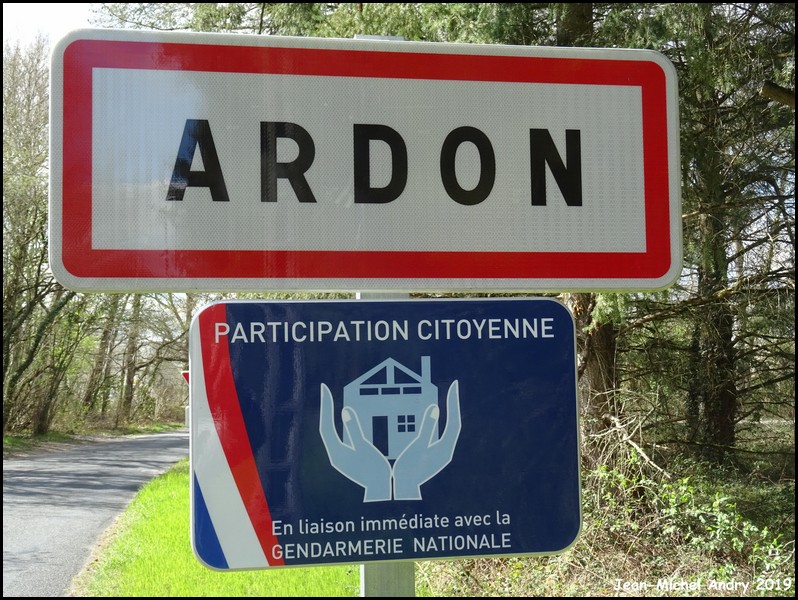 ARDON
PARTICIPATION CITOYENNE
En liaison immédiate avec la
GENDARMERIE NATIONALE
Jean-Michel Andry 2019